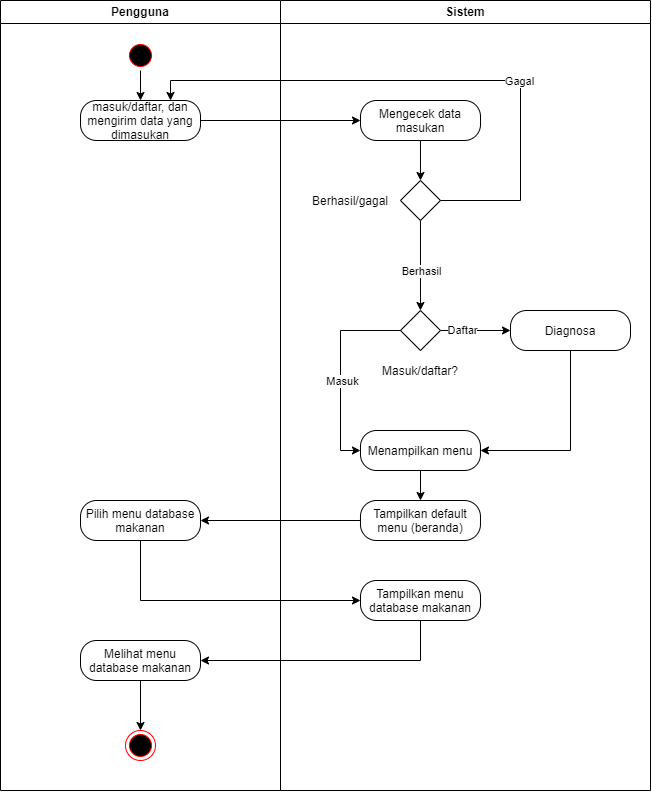 Pengguna
Sistem
Gagal
masuk/daftar, dan
mengirim data yang
dimasukan
Mengecek data
masukan
Berhasil/gagal
Berhasil
Daftar
Diagnosa
Masuk/daftar?
Masuk
Menampilkan menu
Pilih menu database
makanan
Tampilkan default
menu (beranda)
Tampilkan menu
database makanan
Melihat menu
database makanan